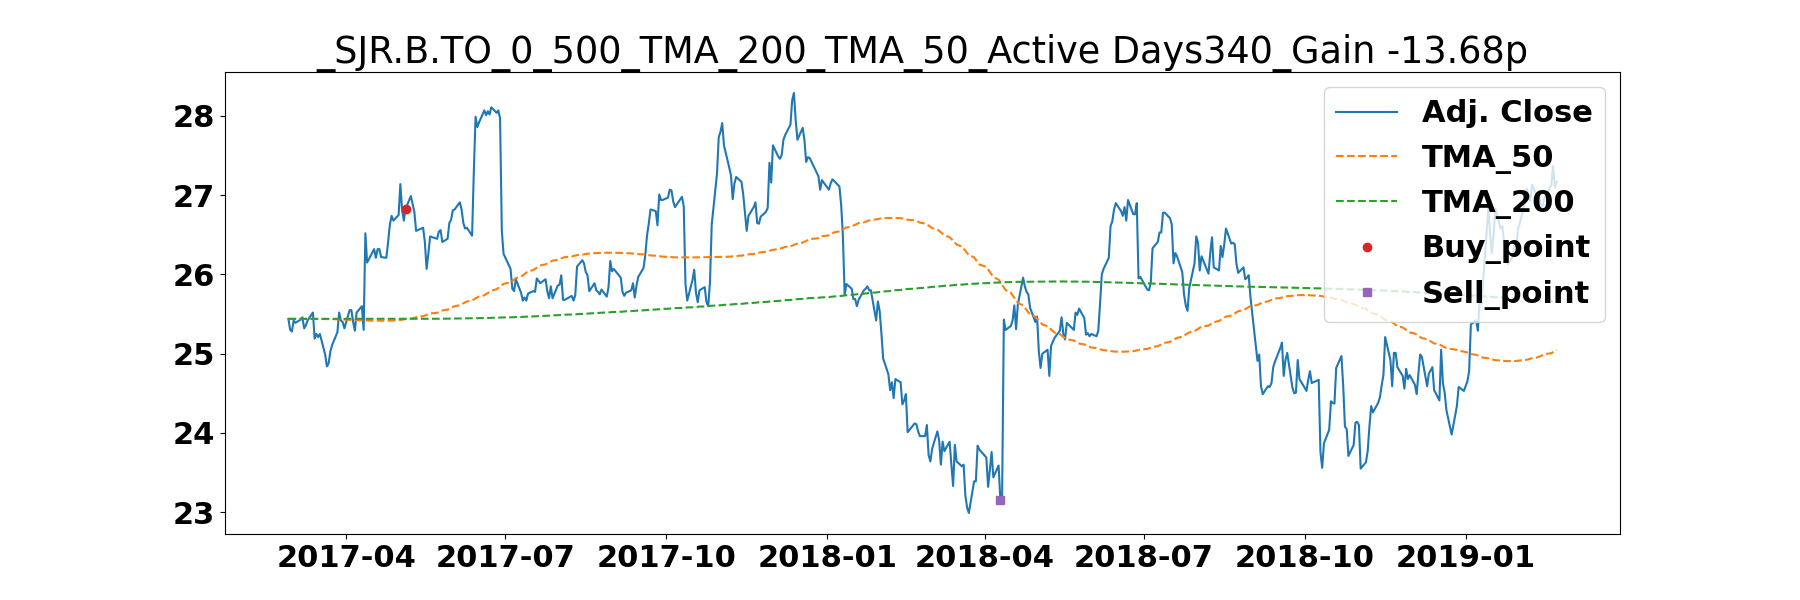 _SJR.B.TO_0_500_TMA_200_TMA_50_Active Days340_Gain -13.68p
28
27
26
25
24
23
Adj. Close
TMA_50
TMA_200
Buy_point
Sell_point
2017-04 2017-07 2017-10 2018-01 2018-04 2018-07 2018-10 2019-01